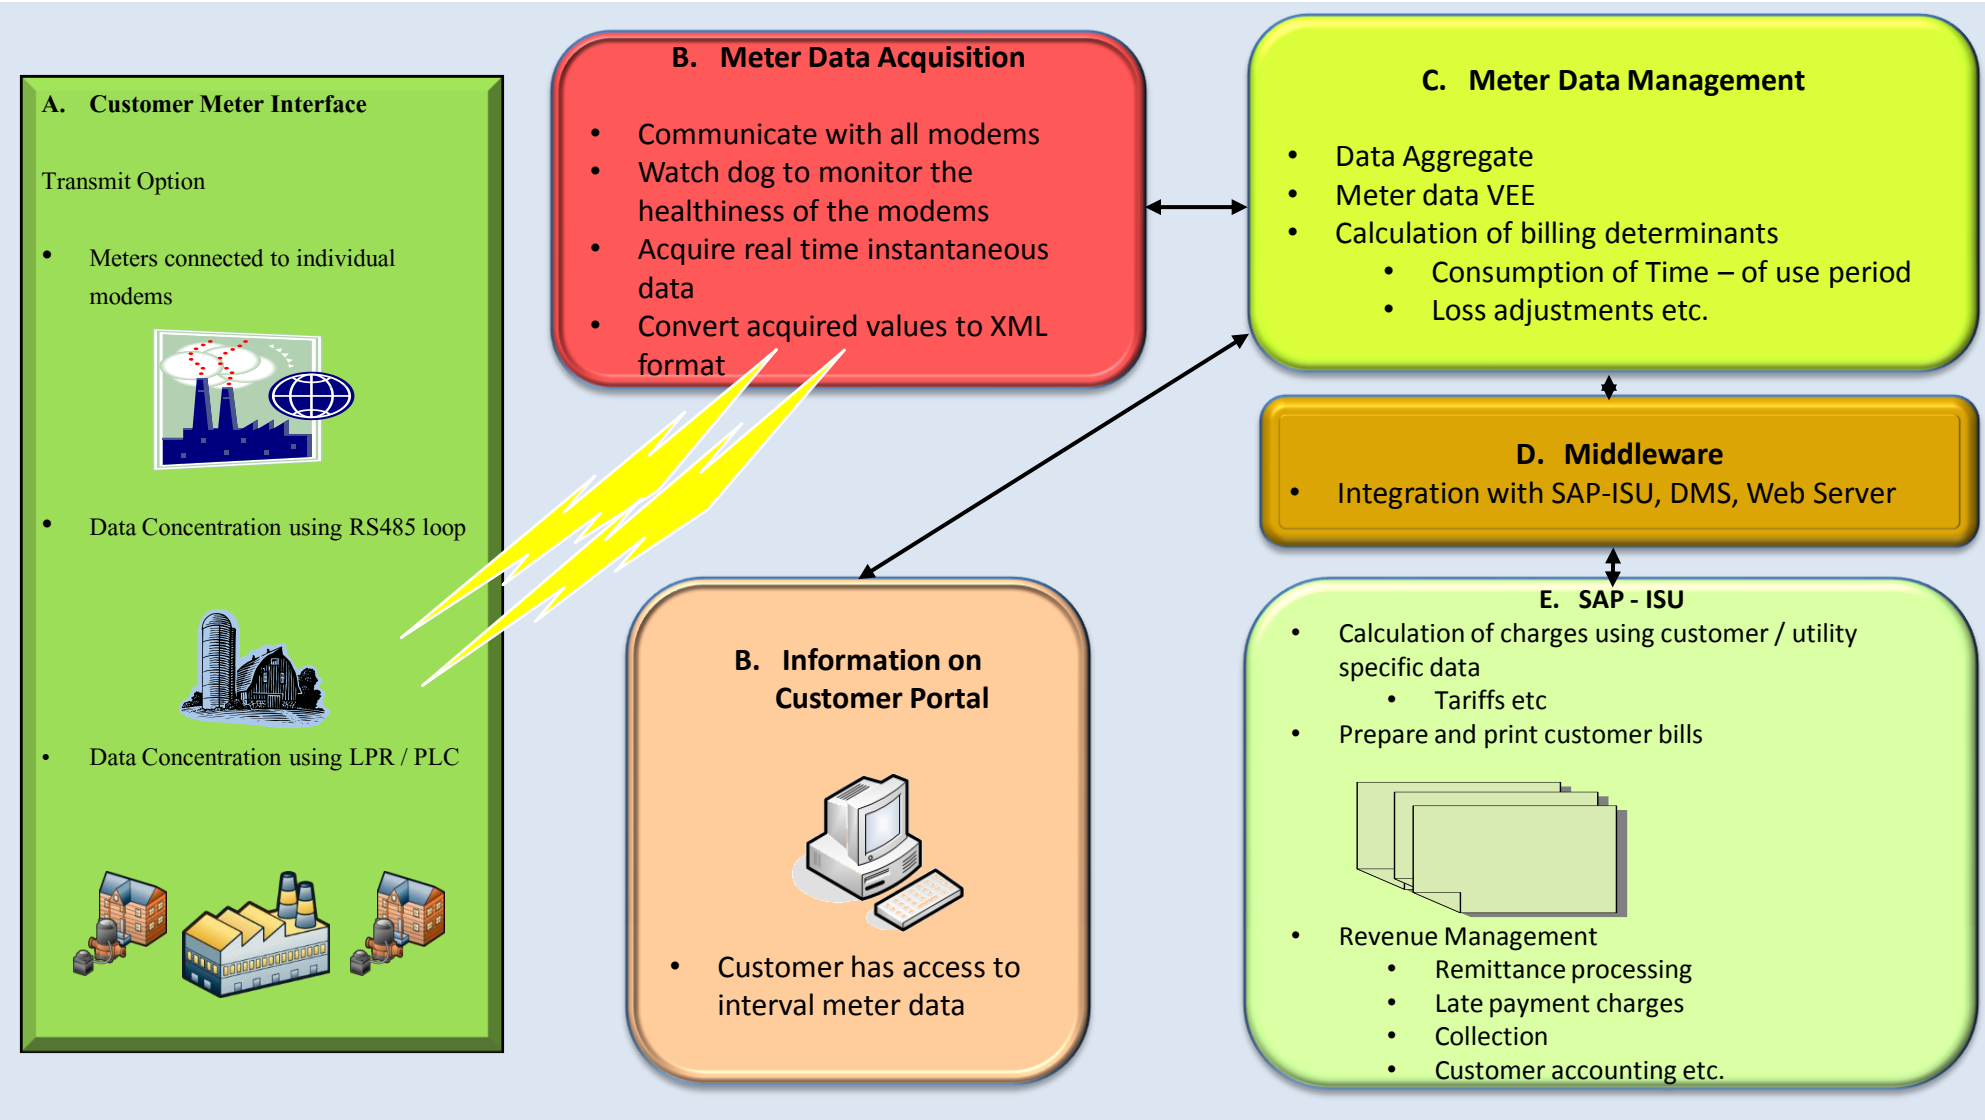 A. Customer Meter Interface
Transmit Option
• Meters connected to individual
modems
• Data Concentration using RS485 loop
• Data Concentration using LPR / PLC
B. Meter Data Acquisition
• Communicate with all modems
• Watch dog to monitor the
healthiness of the modems
• Acquire real time instantaneous
data
• Convert acquired values to XML
format
C. Meter Data Management
• Data Aggregate
• Meter data VEE
• Calculation of billing determinants
• Consumption of Time – of use period
• Loss adjustments etc.
D. Middleware
• Integration with SAP-ISU, DMS, Web Server
B. Information on
Customer Portal
• Customer has access to
interval meter data
E. SAP - ISU
• Calculation of charges using customer / utility
specific data
• Tariffs etc
• Prepare and print customer bills
• Revenue Management
• Remittance processing
• Late payment charges
• Collection
• Customer accounting etc.